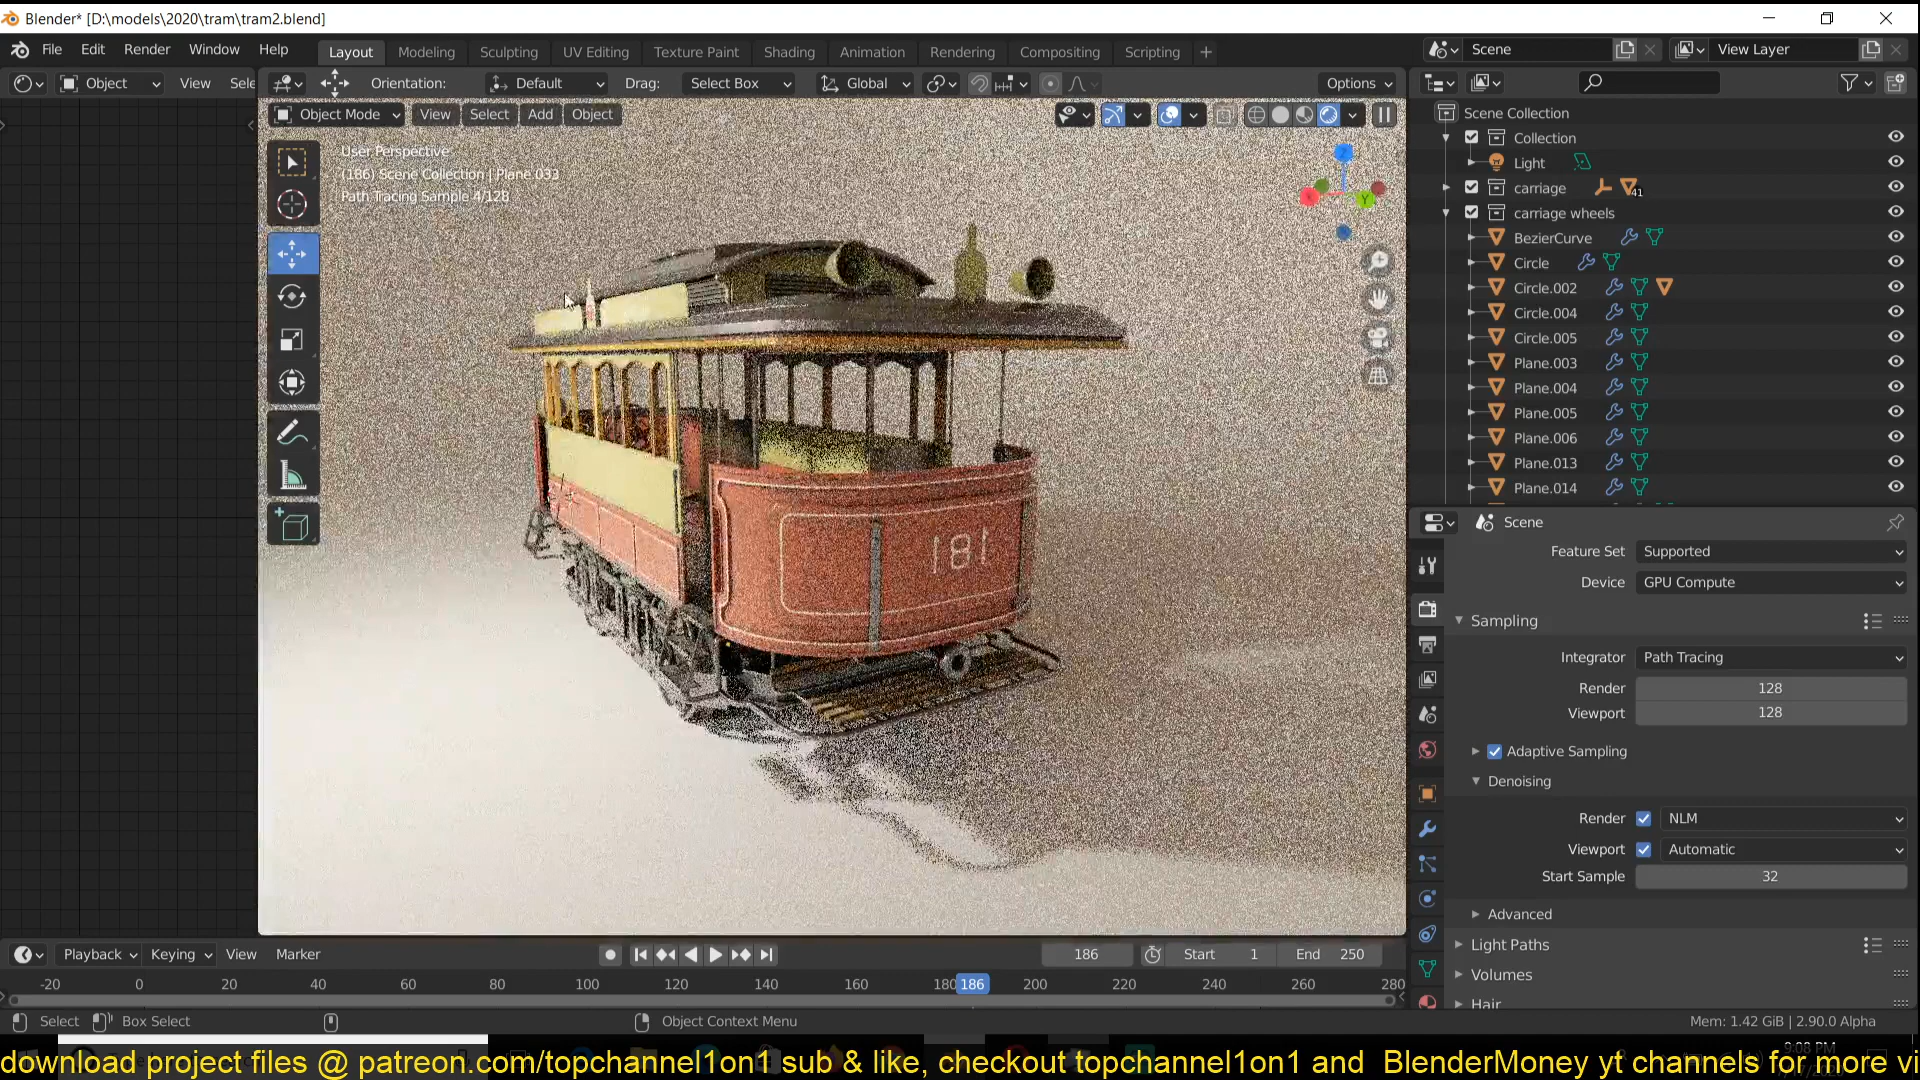 Blender* [D:\models\2020\tram\tram2.blend]
File Edit Render Window Help Layout Modeling Sculpting UV Editing Texture Paint Shading Animation Rendering Compositing Scripting + Scene View Layer
Object View Sele Orientation: Default Drag: Select Box Global Options
Object Mode View Select Add Object
User Perspective
(186) Scene Collection | Plane.033
Path Tracing Sample 4/128
Z
Y
181
Scene Collection
Collection
Light
carriage 41
carriage wheels
BezierCurve
Circle
Circle.002
Circle.004
Circle.005
Plane.003
Plane.004
Plane.005
Plane.006
Plane.013
Plane.014
Scene
Feature Set Supported
Device GPU Compute
Sampling
Integrator Path Tracing
Render 128
Viewport 128
Adaptive Sampling
Denoising
Render NLM
Viewport Automatic
Start Sample 32
Advanced
Light Paths
Volumes
Hair
Playback Keying View Marker 186 Start 1 End 250
-20 0 20 40 60 80 100 120 140 160 180 186 200 220 240 260 280
Select Box Select Object Context Menu Mem: 1.42 GiB | 2.90.0 Alpha
9:08 PM
download project files @ patreon.com/topchannel1on1 sub & like, checkout topchannel1on1 and BlenderMoney yt channels for more vi